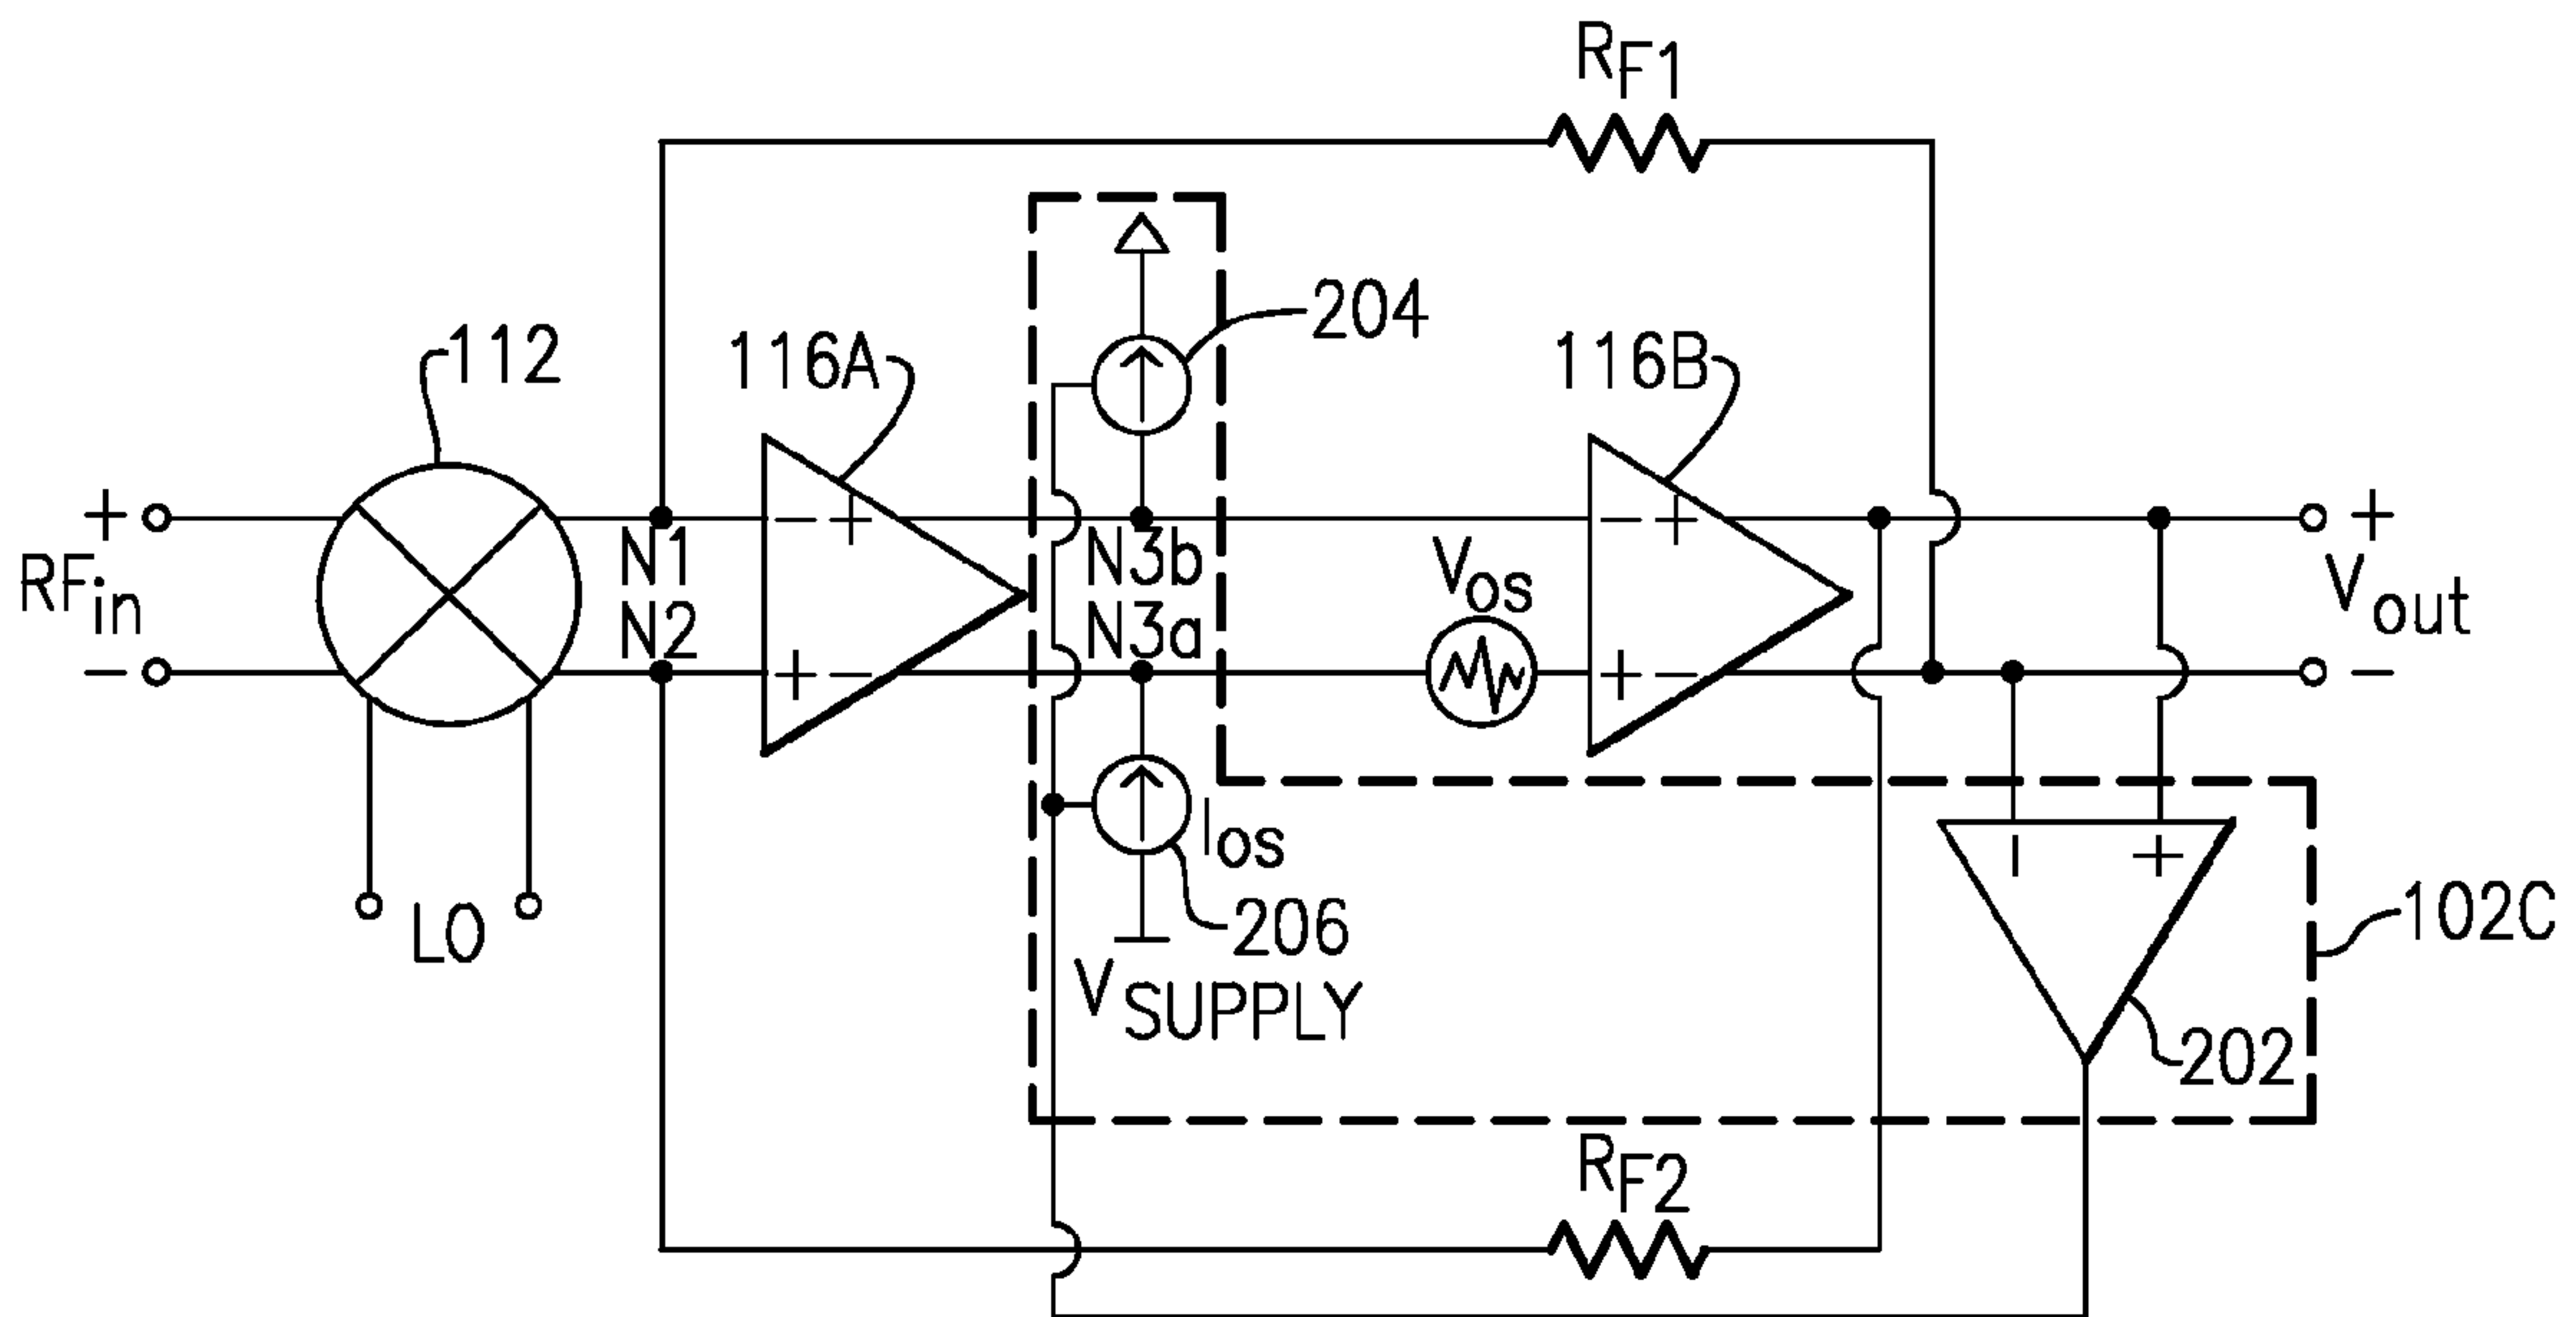 RF1
204
112
116A
116B
+ - + - + +
RFin
N1
N3b
Vos
Vout
N2
N3a
- + - + - -
Ios
- +
206
102C
LO
VSUPPLY
202
RF2